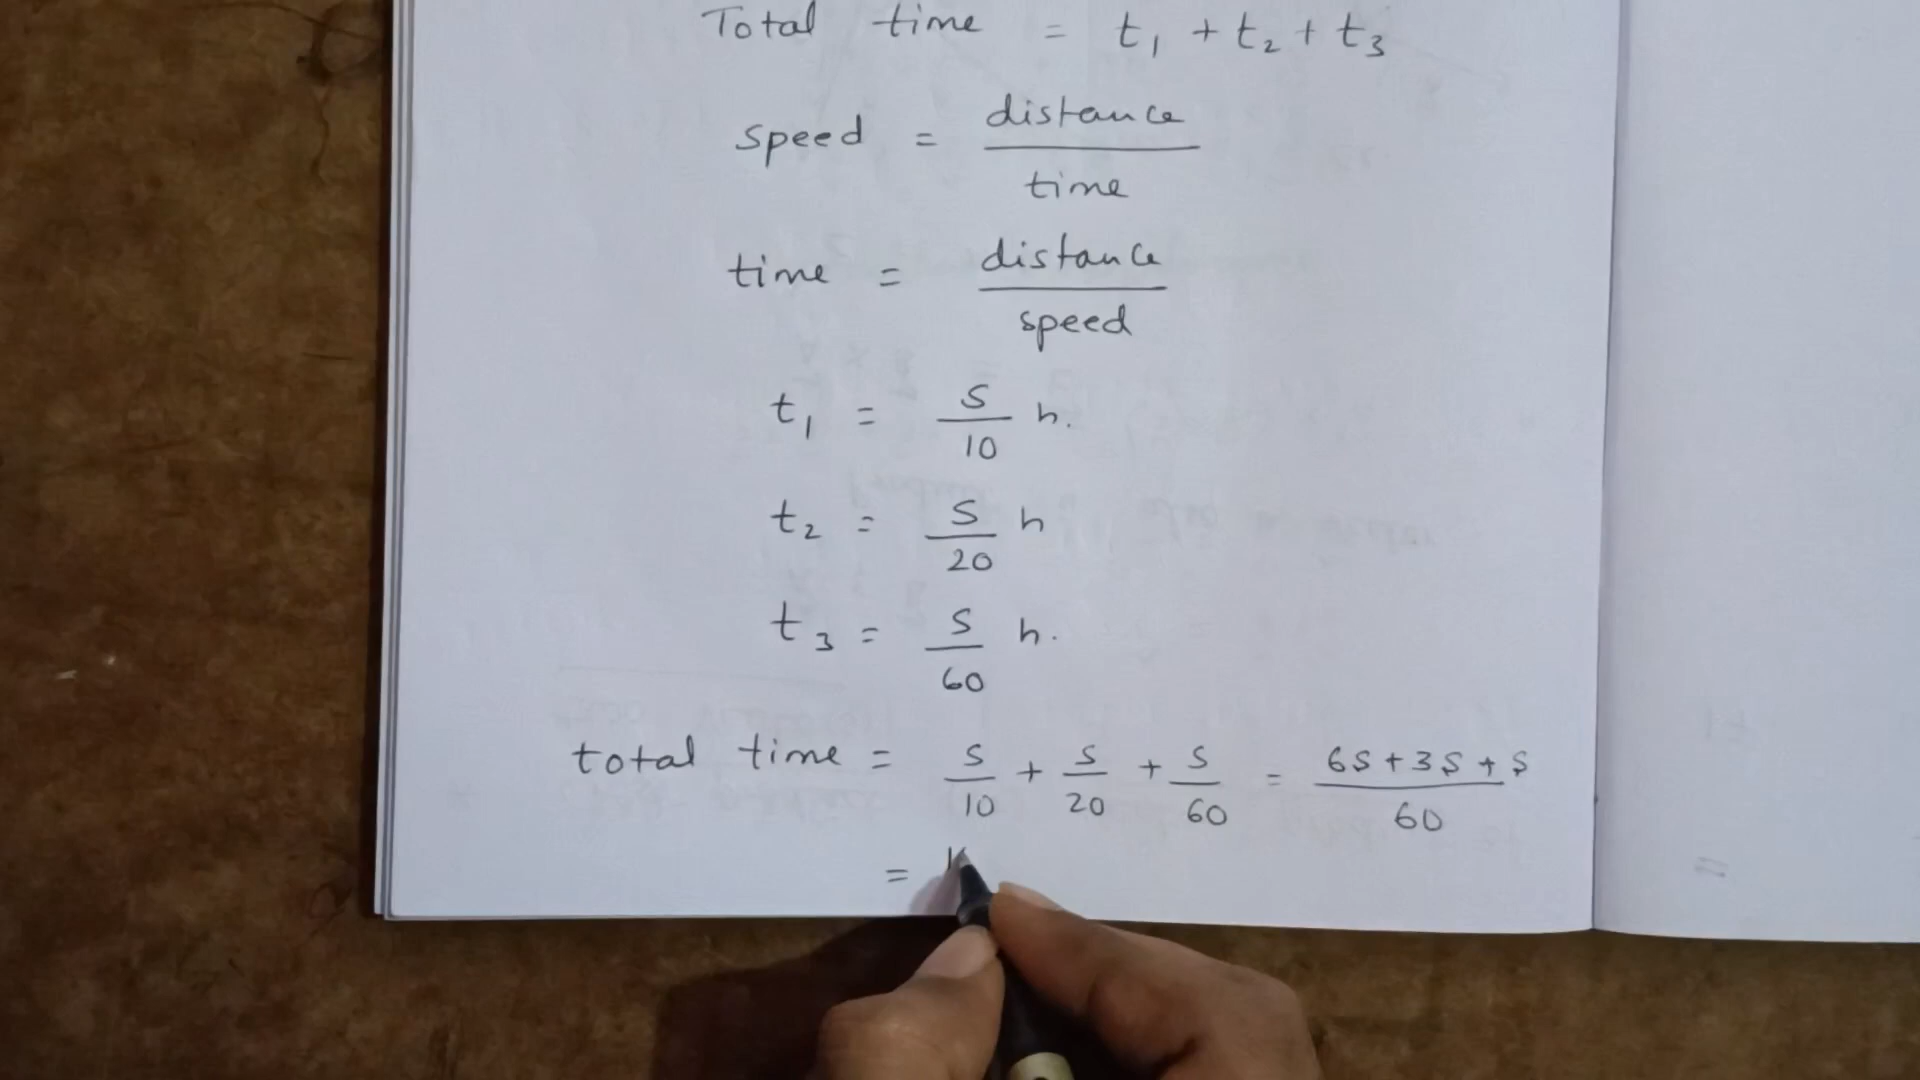 Total time = t₁ + t₂ + t₃
speed = distance / time
time = distance / speed
t₁ = S/10 h.
t₂ = S/20 h
t₃ = S/60 h.
total time = S/10 + S/20 + S/60 = 6S+3S+S / 60
=